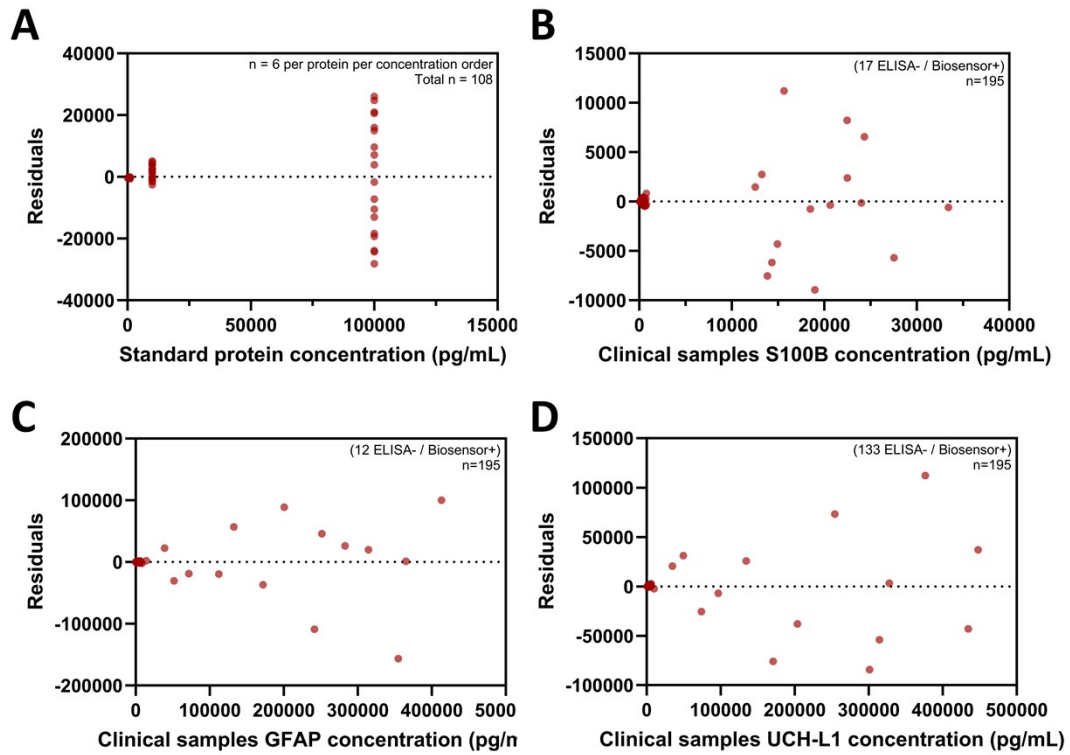 A
40000
20000
0
-20000
-40000
Residuals
n = 6 per protein per concentration order
Total n = 108
0
50000
100000
15000
Standard protein concentration (pg/mL)
B
15000
10000
5000
0
-5000
-10000
Residuals
(17 ELISA- / Biosensor+)
n=195
0
10000
20000
30000
40000
Clinical samples S100B concentration (pg/mL)
C
200000
100000
0
-100000
-200000
Residuals
(12 ELISA- / Biosensor+)
n=195
0
100000
200000
300000
400000
5000
Clinical samples GFAP concentration (pg/m
D
150000
100000
50000
0
-50000
-100000
Residuals
(133 ELISA- / Biosensor+)
n=195
0
100000
200000
300000
400000
500000
Clinical samples UCH-L1 concentration (pg/mL)